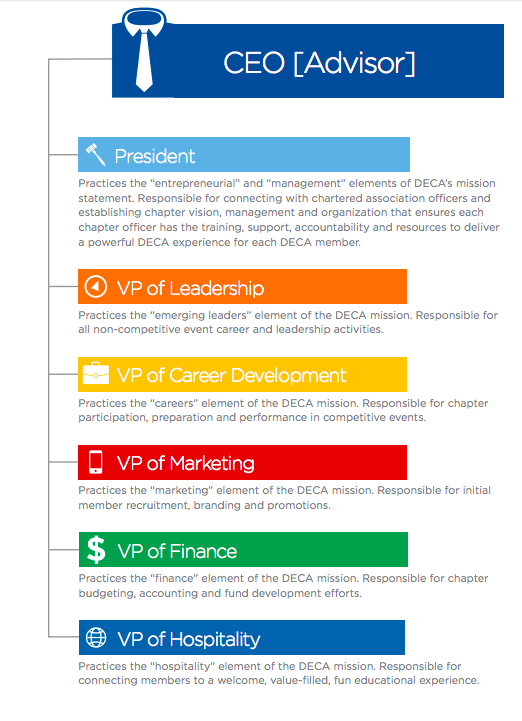 CEO [Advisor]
President
Practices the “entrepreneurial” and “management” elements of DECA’s mission
statement. Responsible for connecting with chartered association officers and
establishing chapter vision, management and organization that ensures each
chapter officer has the training, support, accountability and resources to deliver
a powerful DECA experience for each DECA member.
VP of Leadership
Practices the “emerging leaders” element of the DECA mission. Responsible for
all non-competitive event career and leadership activities.
VP of Career Development
Practices the “careers” element of the DECA mission. Responsible for chapter
participation, preparation and performance in competitive events.
VP of Marketing
Practices the “marketing” element of the DECA mission. Responsible for initial
member recruitment, branding and promotions.
$ VP of Finance
Practices the “finance” element of the DECA mission. Responsible for chapter
budgeting, accounting and fund development efforts.
VP of Hospitality
Practices the “hospitality” element of the DECA mission. Responsible for
connecting members to a welcome, value-filled, fun educational experience.